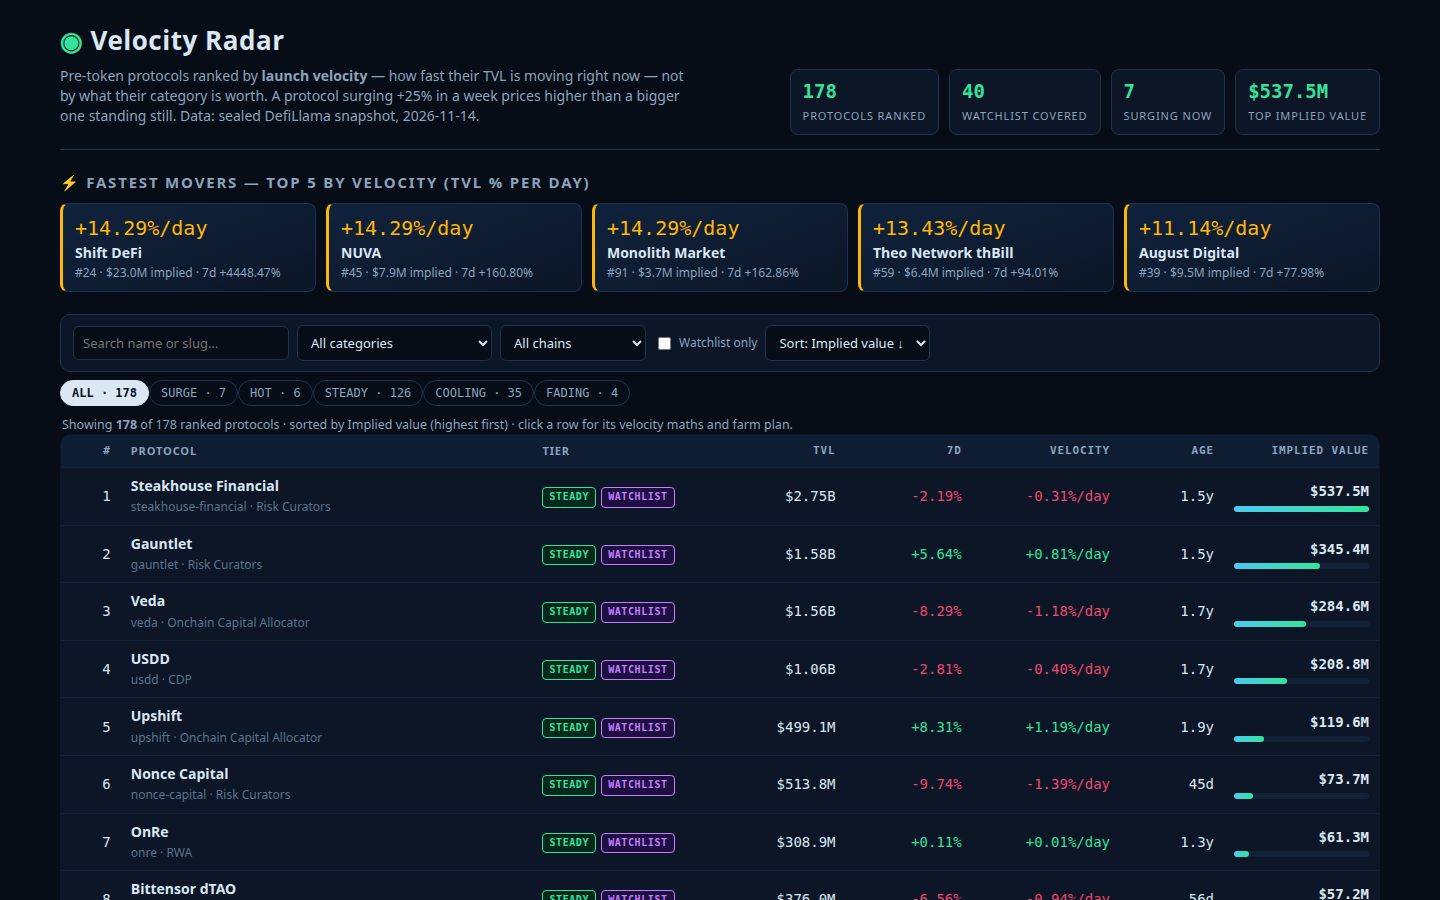 Velocity Radar
Pre-token protocols ranked by launch velocity — how fast their TVL is moving right now — not
by what their category is worth. A protocol surging +25% in a week prices higher than a bigger
one standing still. Data: sealed DefiLlama snapshot, 2026-11-14.
178
PROTOCOLS RANKED
40
WATCHLIST COVERED
7
SURGING NOW
$537.5M
TOP IMPLIED VALUE
⚡ FASTEST MOVERS — TOP 5 BY VELOCITY (TVL % PER DAY)
+14.29%/day
Shift DeFi
#24 · $23.0M implied · 7d +4448.47%
+14.29%/day
NUVA
#45 · $7.9M implied · 7d +160.80%
+14.29%/day
Monolith Market
#91 · $3.7M implied · 7d +162.86%
+13.43%/day
Theo Network thBill
#59 · $6.4M implied · 7d +94.01%
+11.14%/day
August Digital
#39 · $9.5M implied · 7d +77.98%
Search name or slug...
All categories
All chains
Watchlist only
Sort: Implied value ↓
ALL · 178
SURGE · 7
HOT · 6
STEADY · 126
COOLING · 35
FADING · 4
Showing 178 of 178 ranked protocols · sorted by Implied value (highest first) · click a row for its velocity maths and farm plan.
# PROTOCOL TIER TVL 7D VELOCITY AGE IMPLIED VALUE
1 Steakhouse Financial STEADY WATCHLIST $2.75B -2.19% -0.31%/day 1.5y $537.5M
steakhouse-financial · Risk Curators
2 Gauntlet STEADY WATCHLIST $1.58B +5.64% +0.81%/day 1.5y $345.4M
gauntlet · Risk Curators
3 Veda STEADY WATCHLIST $1.56B -8.29% -1.18%/day 1.7y $284.6M
veda · Onchain Capital Allocator
4 USDD STEADY WATCHLIST $1.06B -2.81% -0.40%/day 1.7y $208.8M
usdd · CDP
5 Upshift STEADY WATCHLIST $499.1M +8.31% +1.19%/day 1.9y $119.6M
upshift · Onchain Capital Allocator
6 Nonce Capital STEADY WATCHLIST $513.8M -9.74% -1.39%/day 45d $73.7M
nonce-capital · Risk Curators
7 OnRe STEADY WATCHLIST $308.9M +0.11% +0.01%/day 1.3y $61.3M
onre · RWA
8 Bittensor dTAO STEADY WATCHLIST $376.0M -6.56% -0.94%/day 56d $57.2M